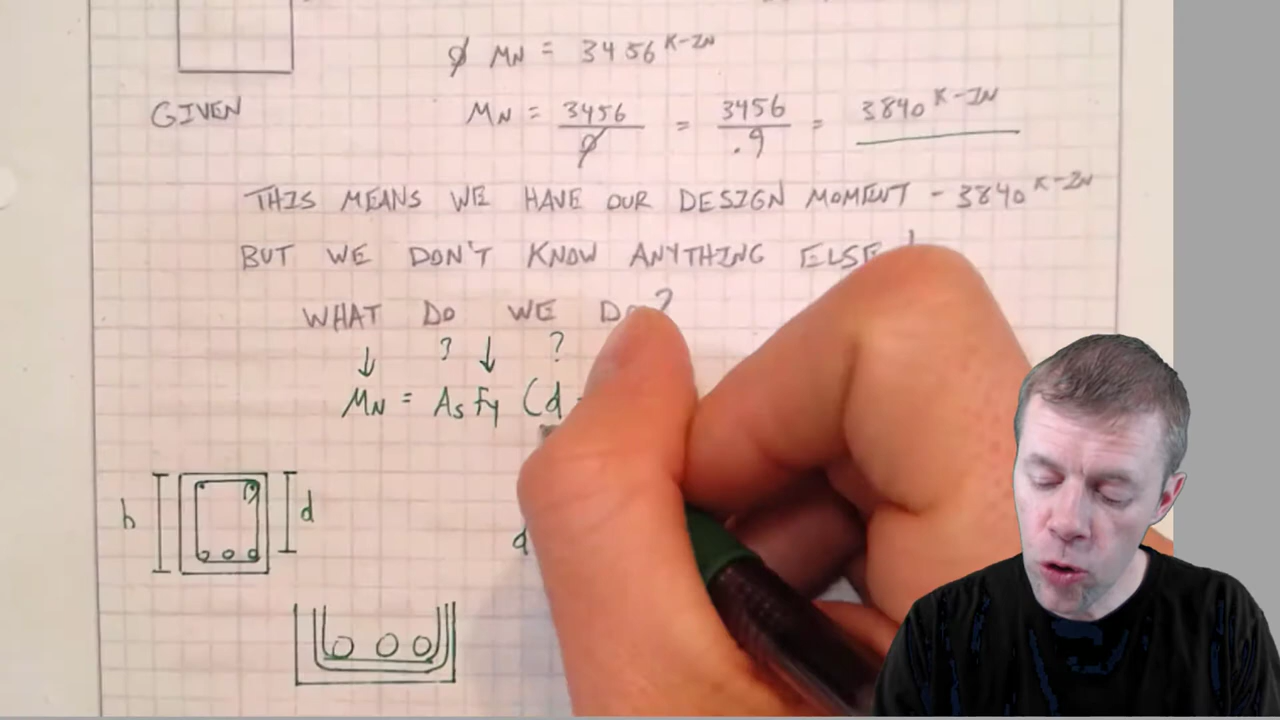 ∅ MN = 3456 K-IN
GIVEN MN = 3456 / ∅ = 3456 / .9 = 3840 K-IN
THIS MEANS WE HAVE OUR DESIGN MOMENT - 3840 K-IN
BUT WE DON'T KNOW ANYTHING ELSE!
WHAT DO WE DO?
↓ ? ↓ ?
MN = As Fy (d
h d
d